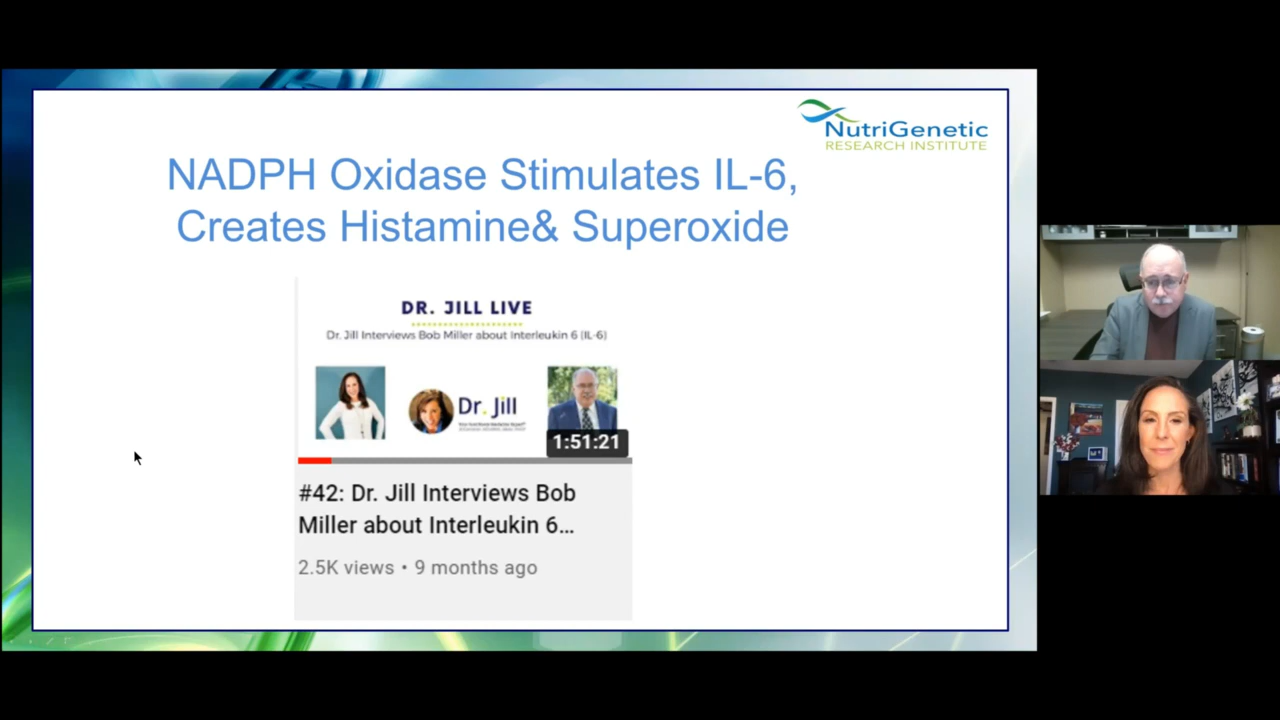 NutriGenetic
RESEARCH INSTITUTE
NADPH Oxidase Stimulates IL-6,
Creates Histamine& Superoxide
DR. JILL LIVE
Dr. Jill Interviews Bob Miller about Interleukin 6 (IL-6)
Dr. Jill
1:51:21
#42: Dr. Jill Interviews Bob
Miller about Interleukin 6...
2.5K views • 9 months ago